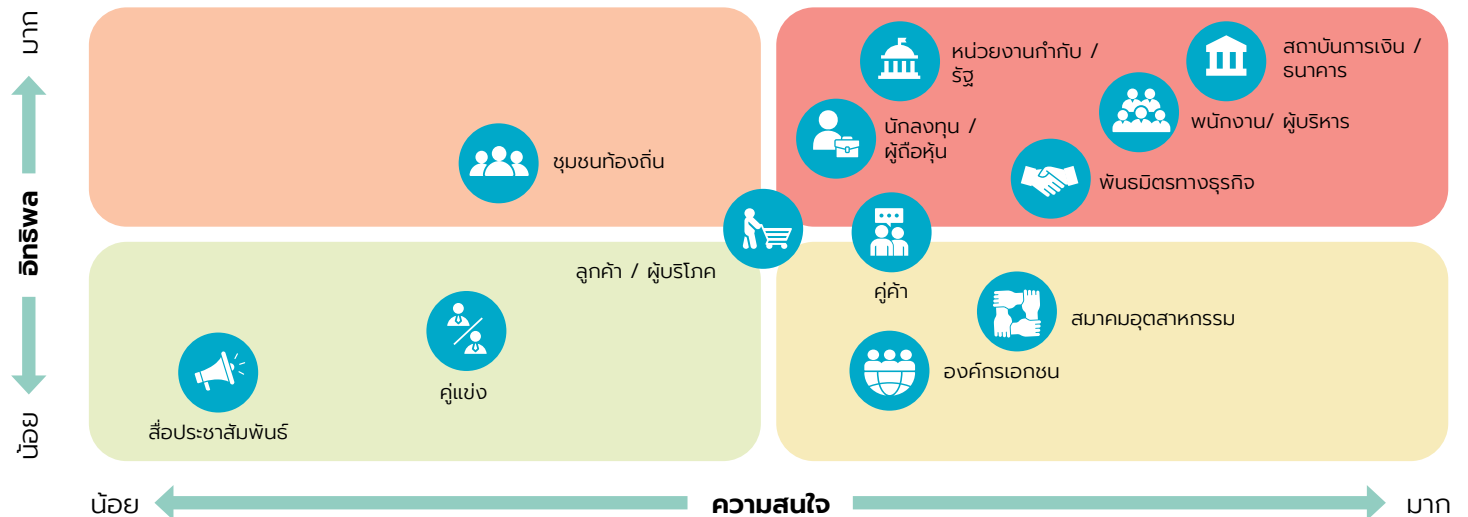 มาก
อิทธิพล
น้อย
หน่วยงานกำกับ /
รัฐ
สถาบันการเงิน /
ธนาคาร
นักลงทุน /
ผู้ถือหุ้น
พนักงาน/ ผู้บริหาร
ชุมชนท้องถิ่น
พันธมิตรทางธุรกิจ
ลูกค้า / ผู้บริโภค
คู่ค้า
สมาคมอุตสาหกรรม
คู่แข่ง
องค์กรเอกชน
สื่อประชาสัมพันธ์
น้อย
ความสนใจ
มาก